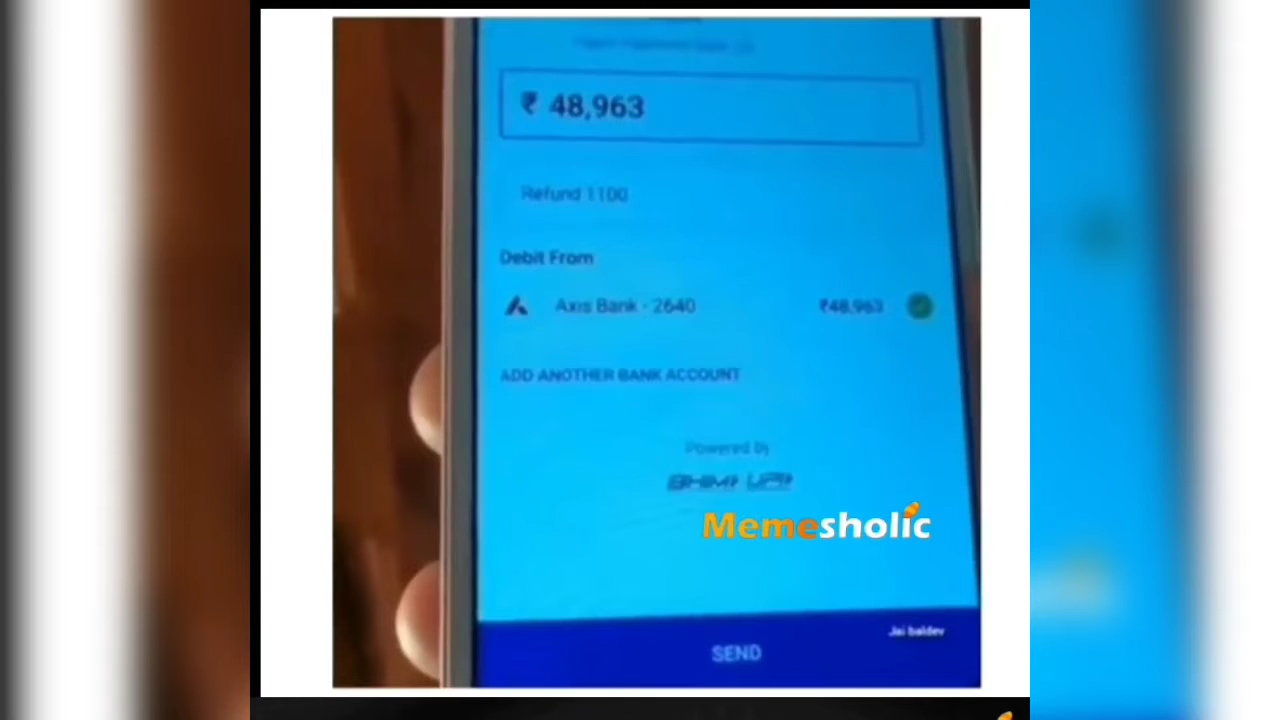 ₹ 48,963
Refund 1100
Debit From
Axis Bank - 2640 ₹48,963
ADD ANOTHER BANK ACCOUNT
Powered by
BHIM UPI
Memesholic
Jai baldev
SEND